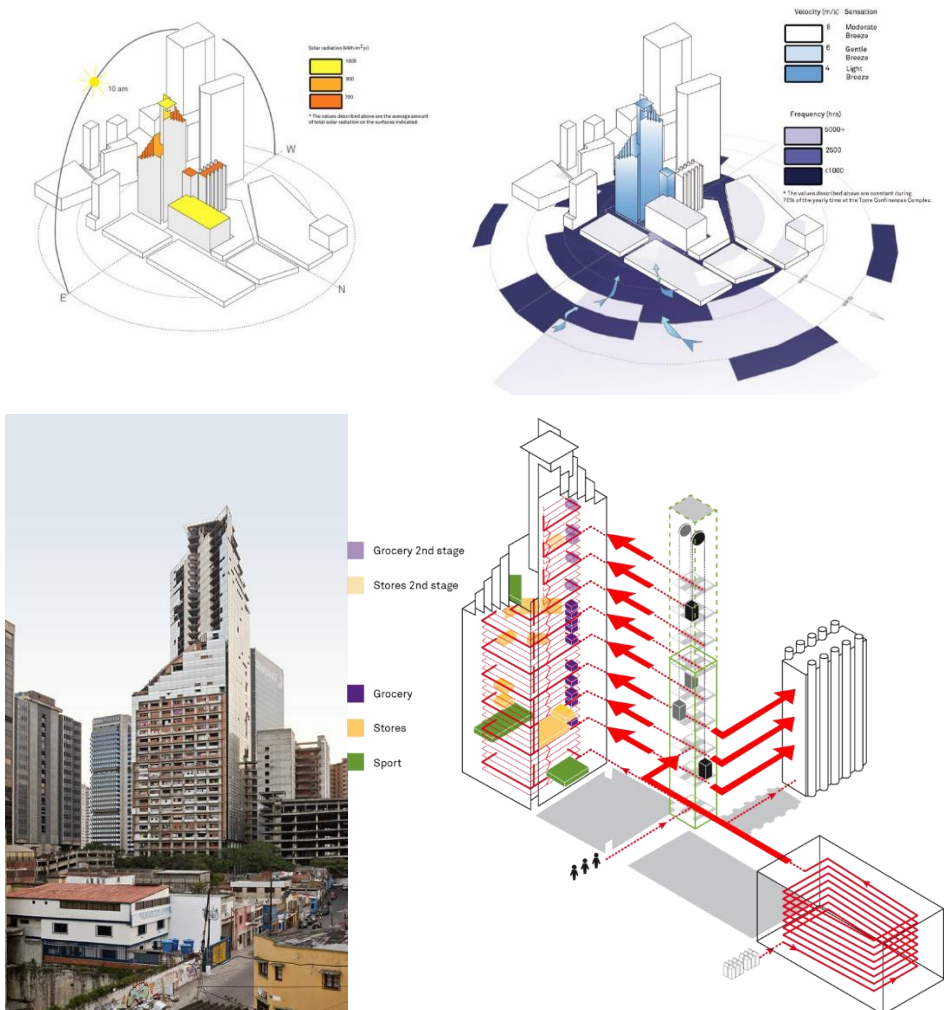 Solar radiation (kWh/m²yr)
1000
900
700
* The values described above are the average amount
of total solar radiation on the surfaces indicated.
10 am
W
E
N
Velocity (m/s) Sensation
8 Moderate
Breeze
6 Gentle
Breeze
4 Light
Breeze
Frequency (hrs)
5000+
2500
<1000
* The values described above are constant during
70% of the yearly time at the Torre Confinanzas Complex.
Grocery 2nd stage
Stores 2nd stage
Grocery
Stores
Sport